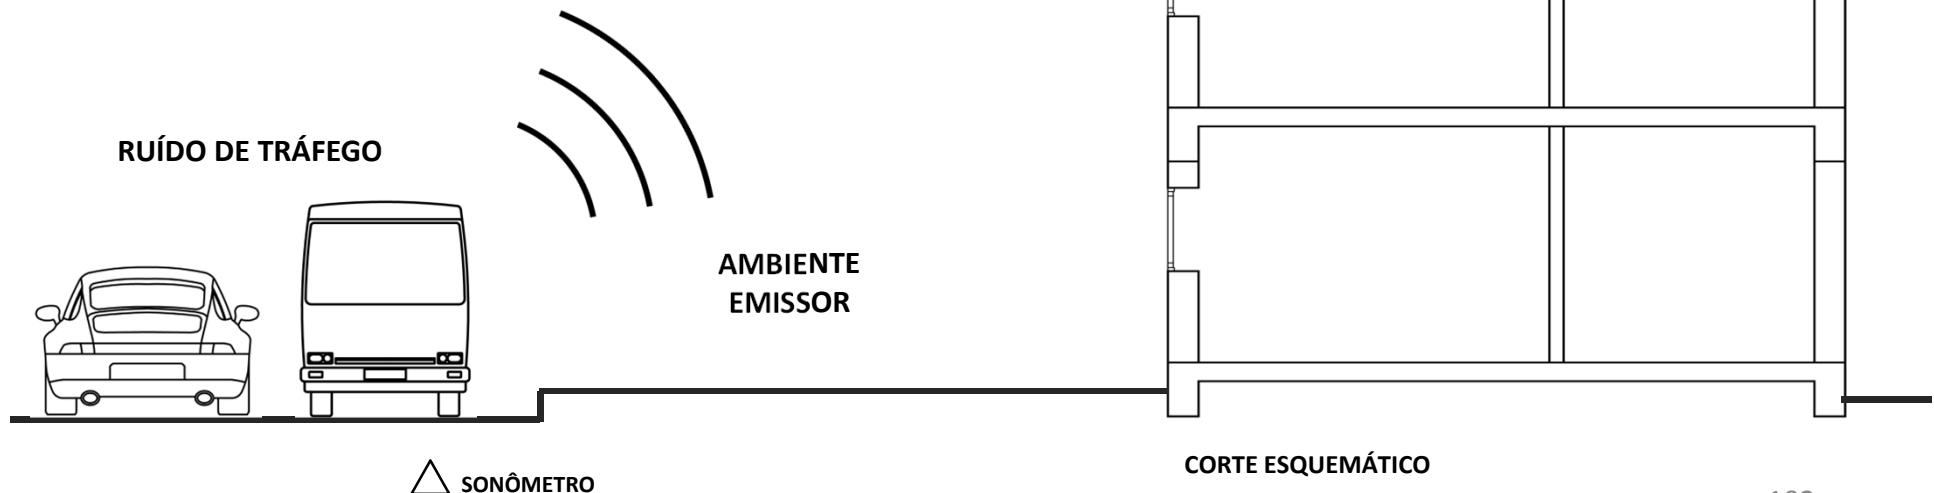 RUÍDO DE TRÁFEGO
AMBIENTE
EMISSOR
CORTE ESQUEMÁTICO
SONÔMETRO